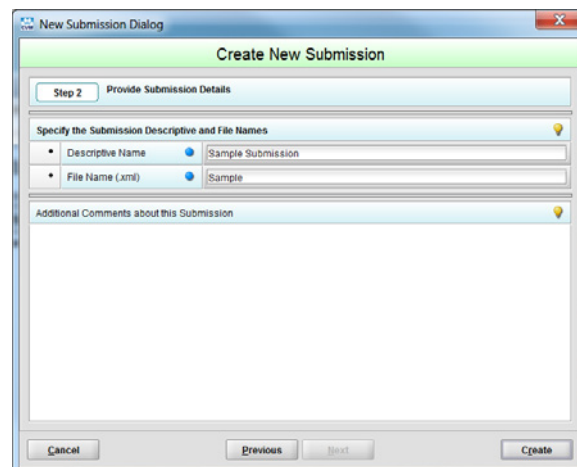 New Submission Dialog
Create New Submission
Step 2 Provide Submission Details
Specify the Submission Descriptive and File Names
• Descriptive Name Sample Submission
• File Name (.xml) Sample
Additional Comments about this Submission
Cancel Previous Next Create